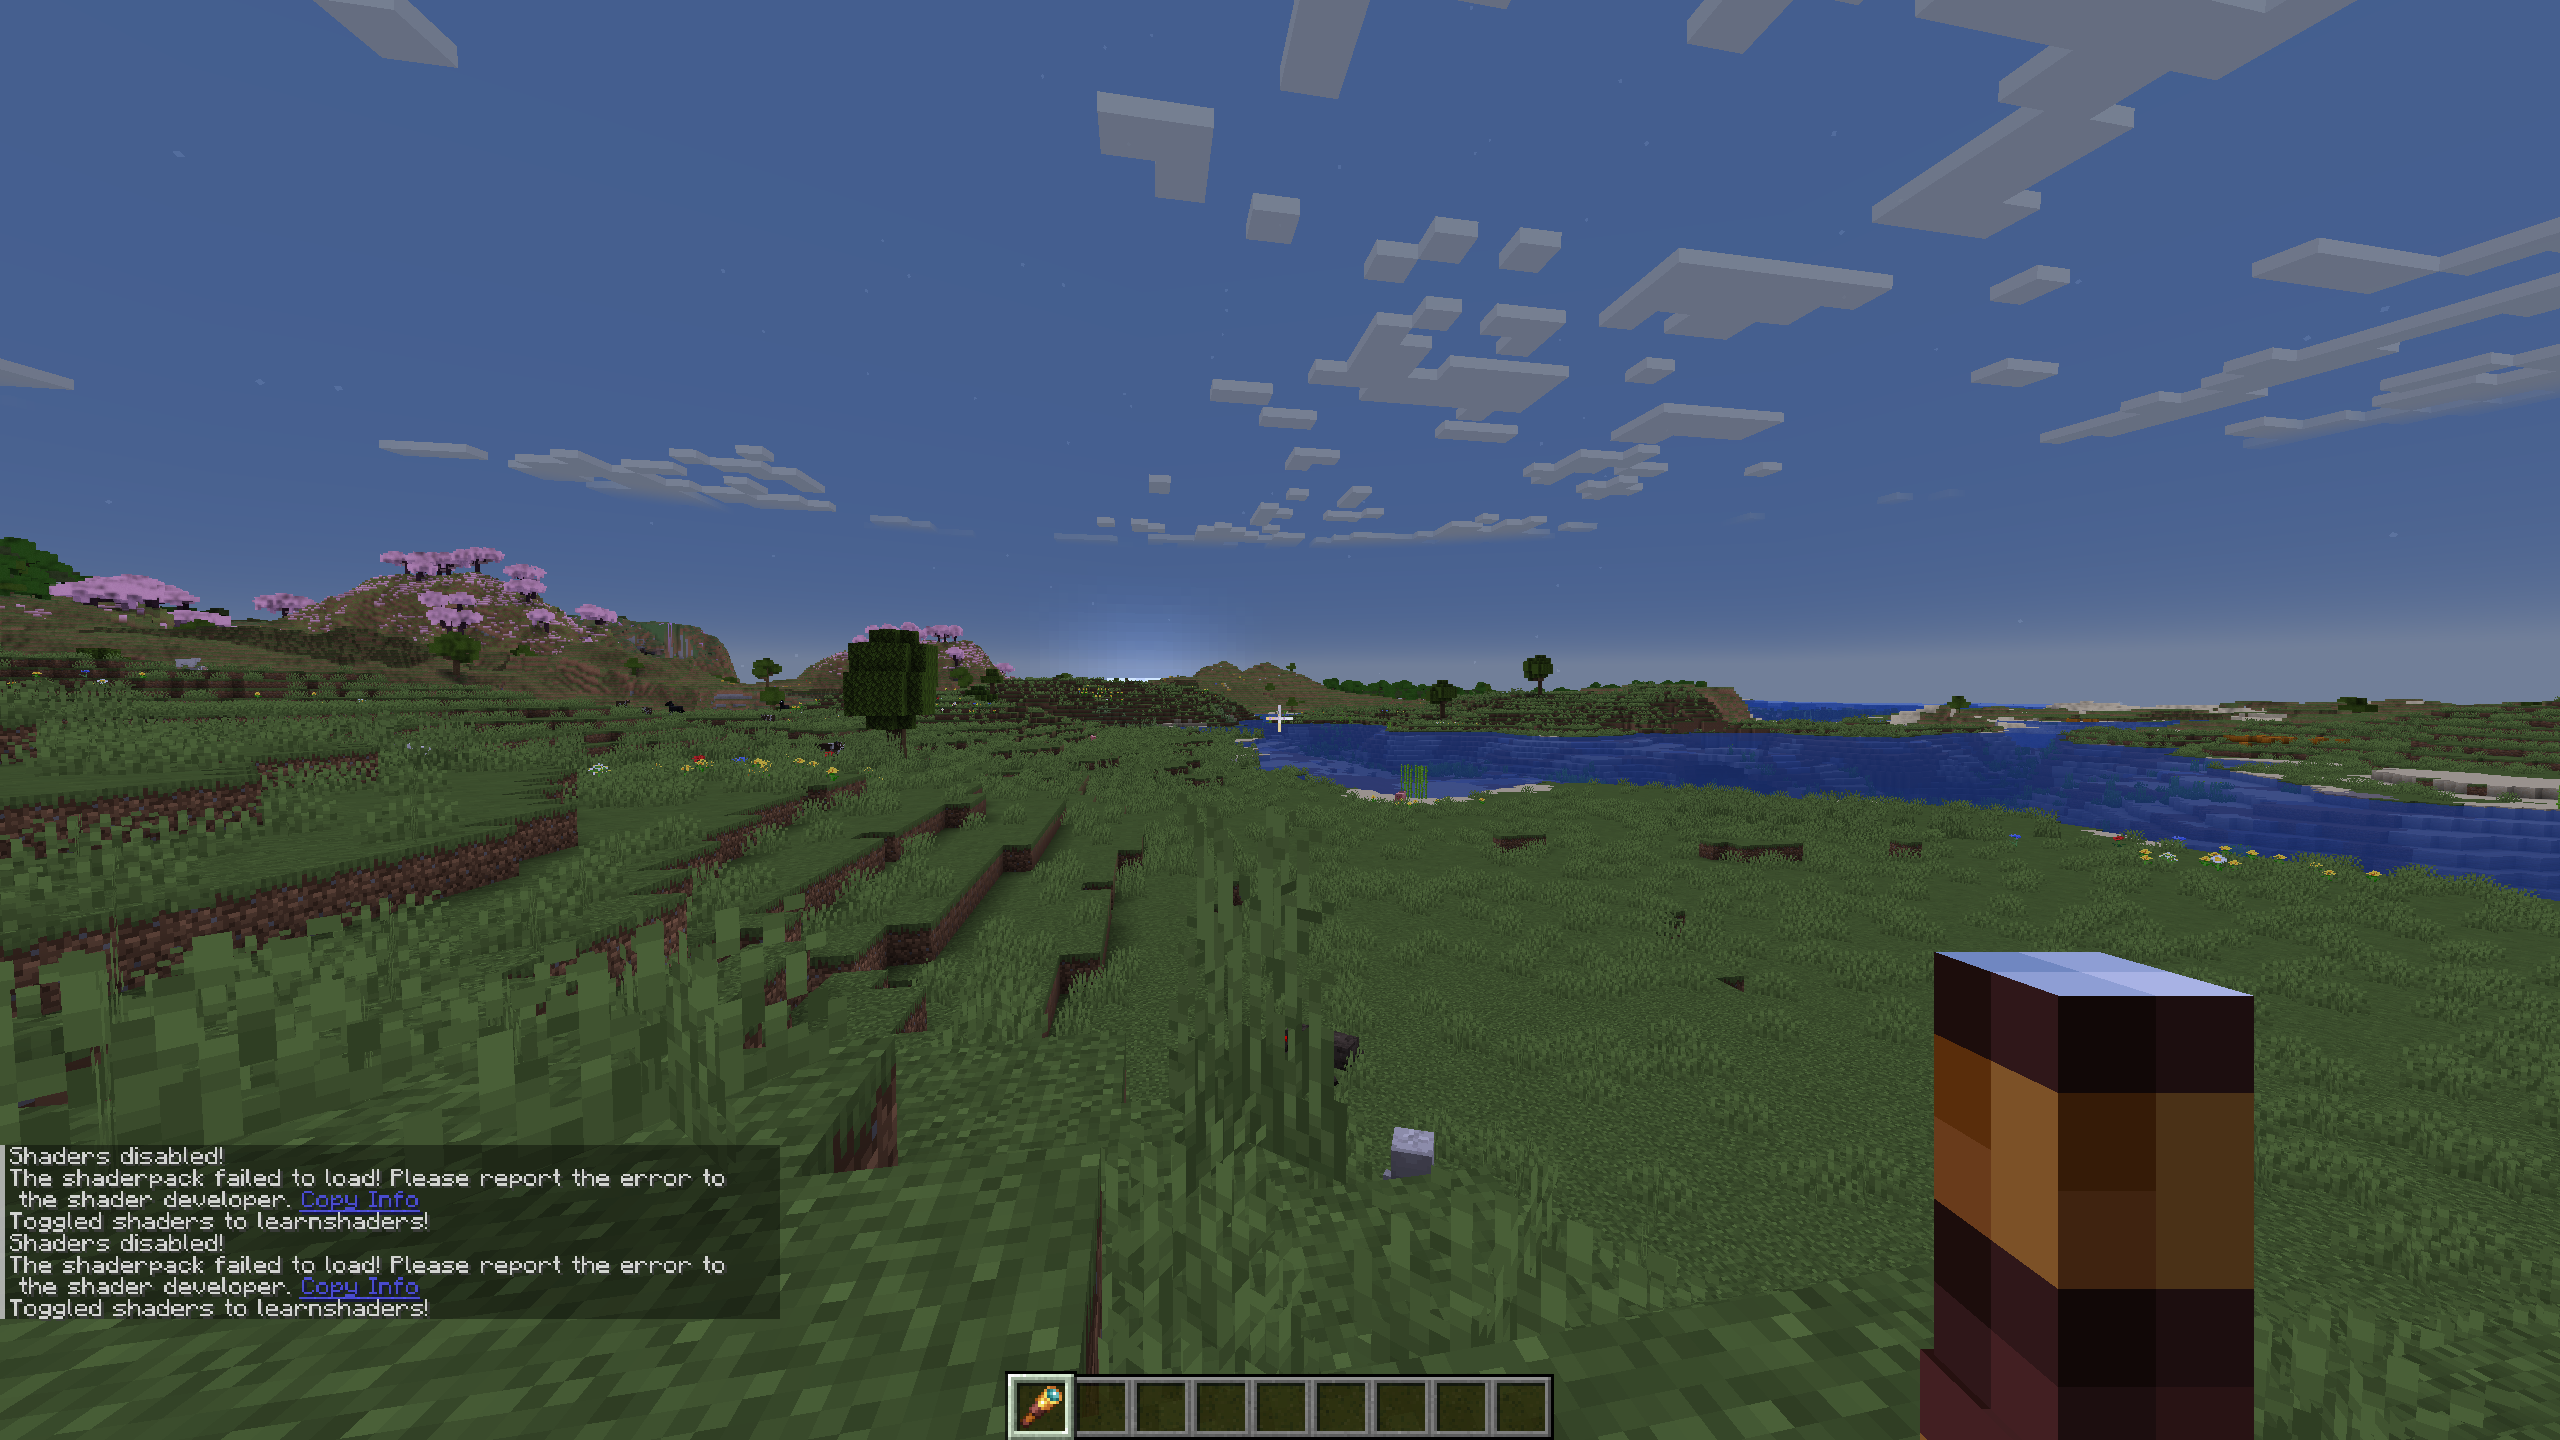 Shaders disabled!
The shaderpack failed to load! Please report the error to
the shader developer. Copy Info
Toggled shaders to learnshaders!
Shaders disabled!
The shaderpack failed to load! Please report the error to
the shader developer. Copy Info
Toggled shaders to learnshaders!